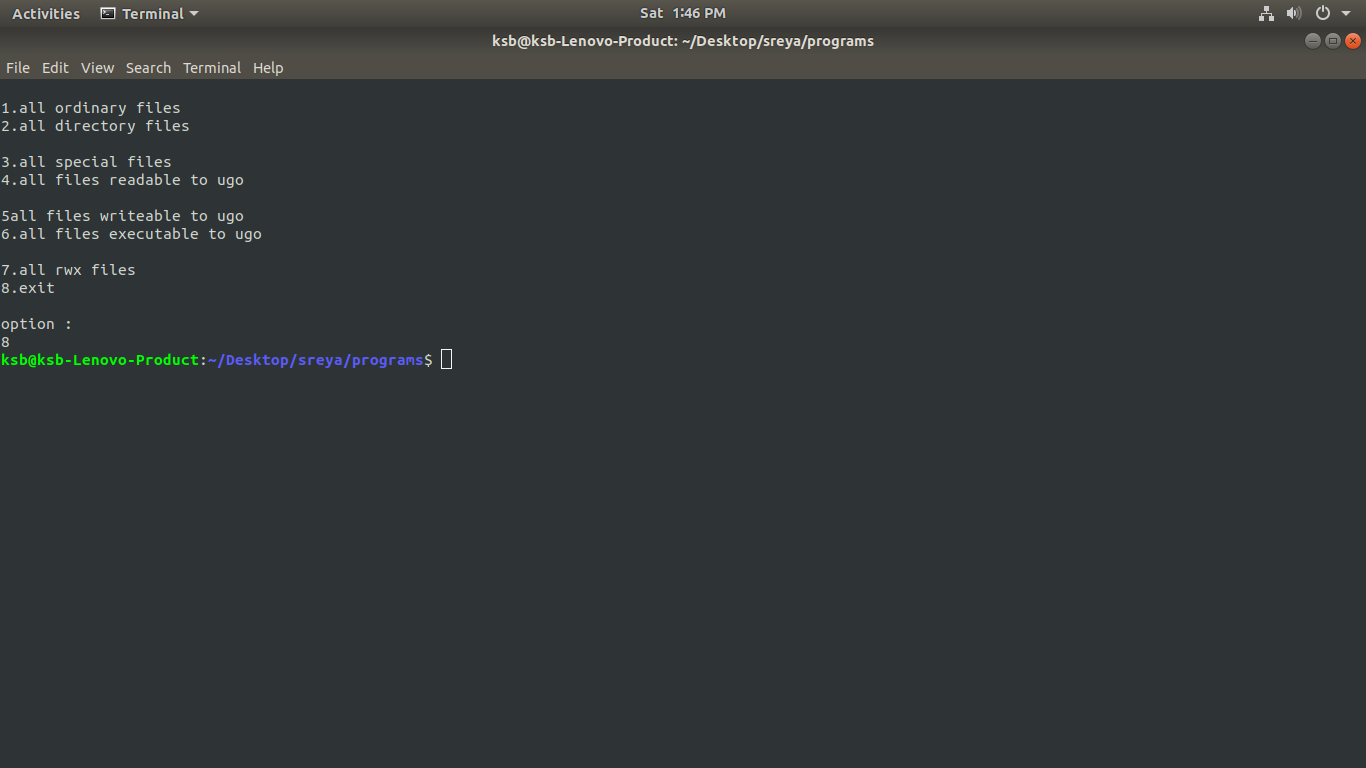 Activities Terminal Sat 1:46 PM
ksb@ksb-Lenovo-Product: ~/Desktop/sreya/programs
File Edit View Search Terminal Help
1.all ordinary files
2.all directory files
3.all special files
4.all files readable to ugo
5all files writeable to ugo
6.all files executable to ugo
7.all rwx files
8.exit
option :
8
ksb@ksb-Lenovo-Product:~/Desktop/sreya/programs$